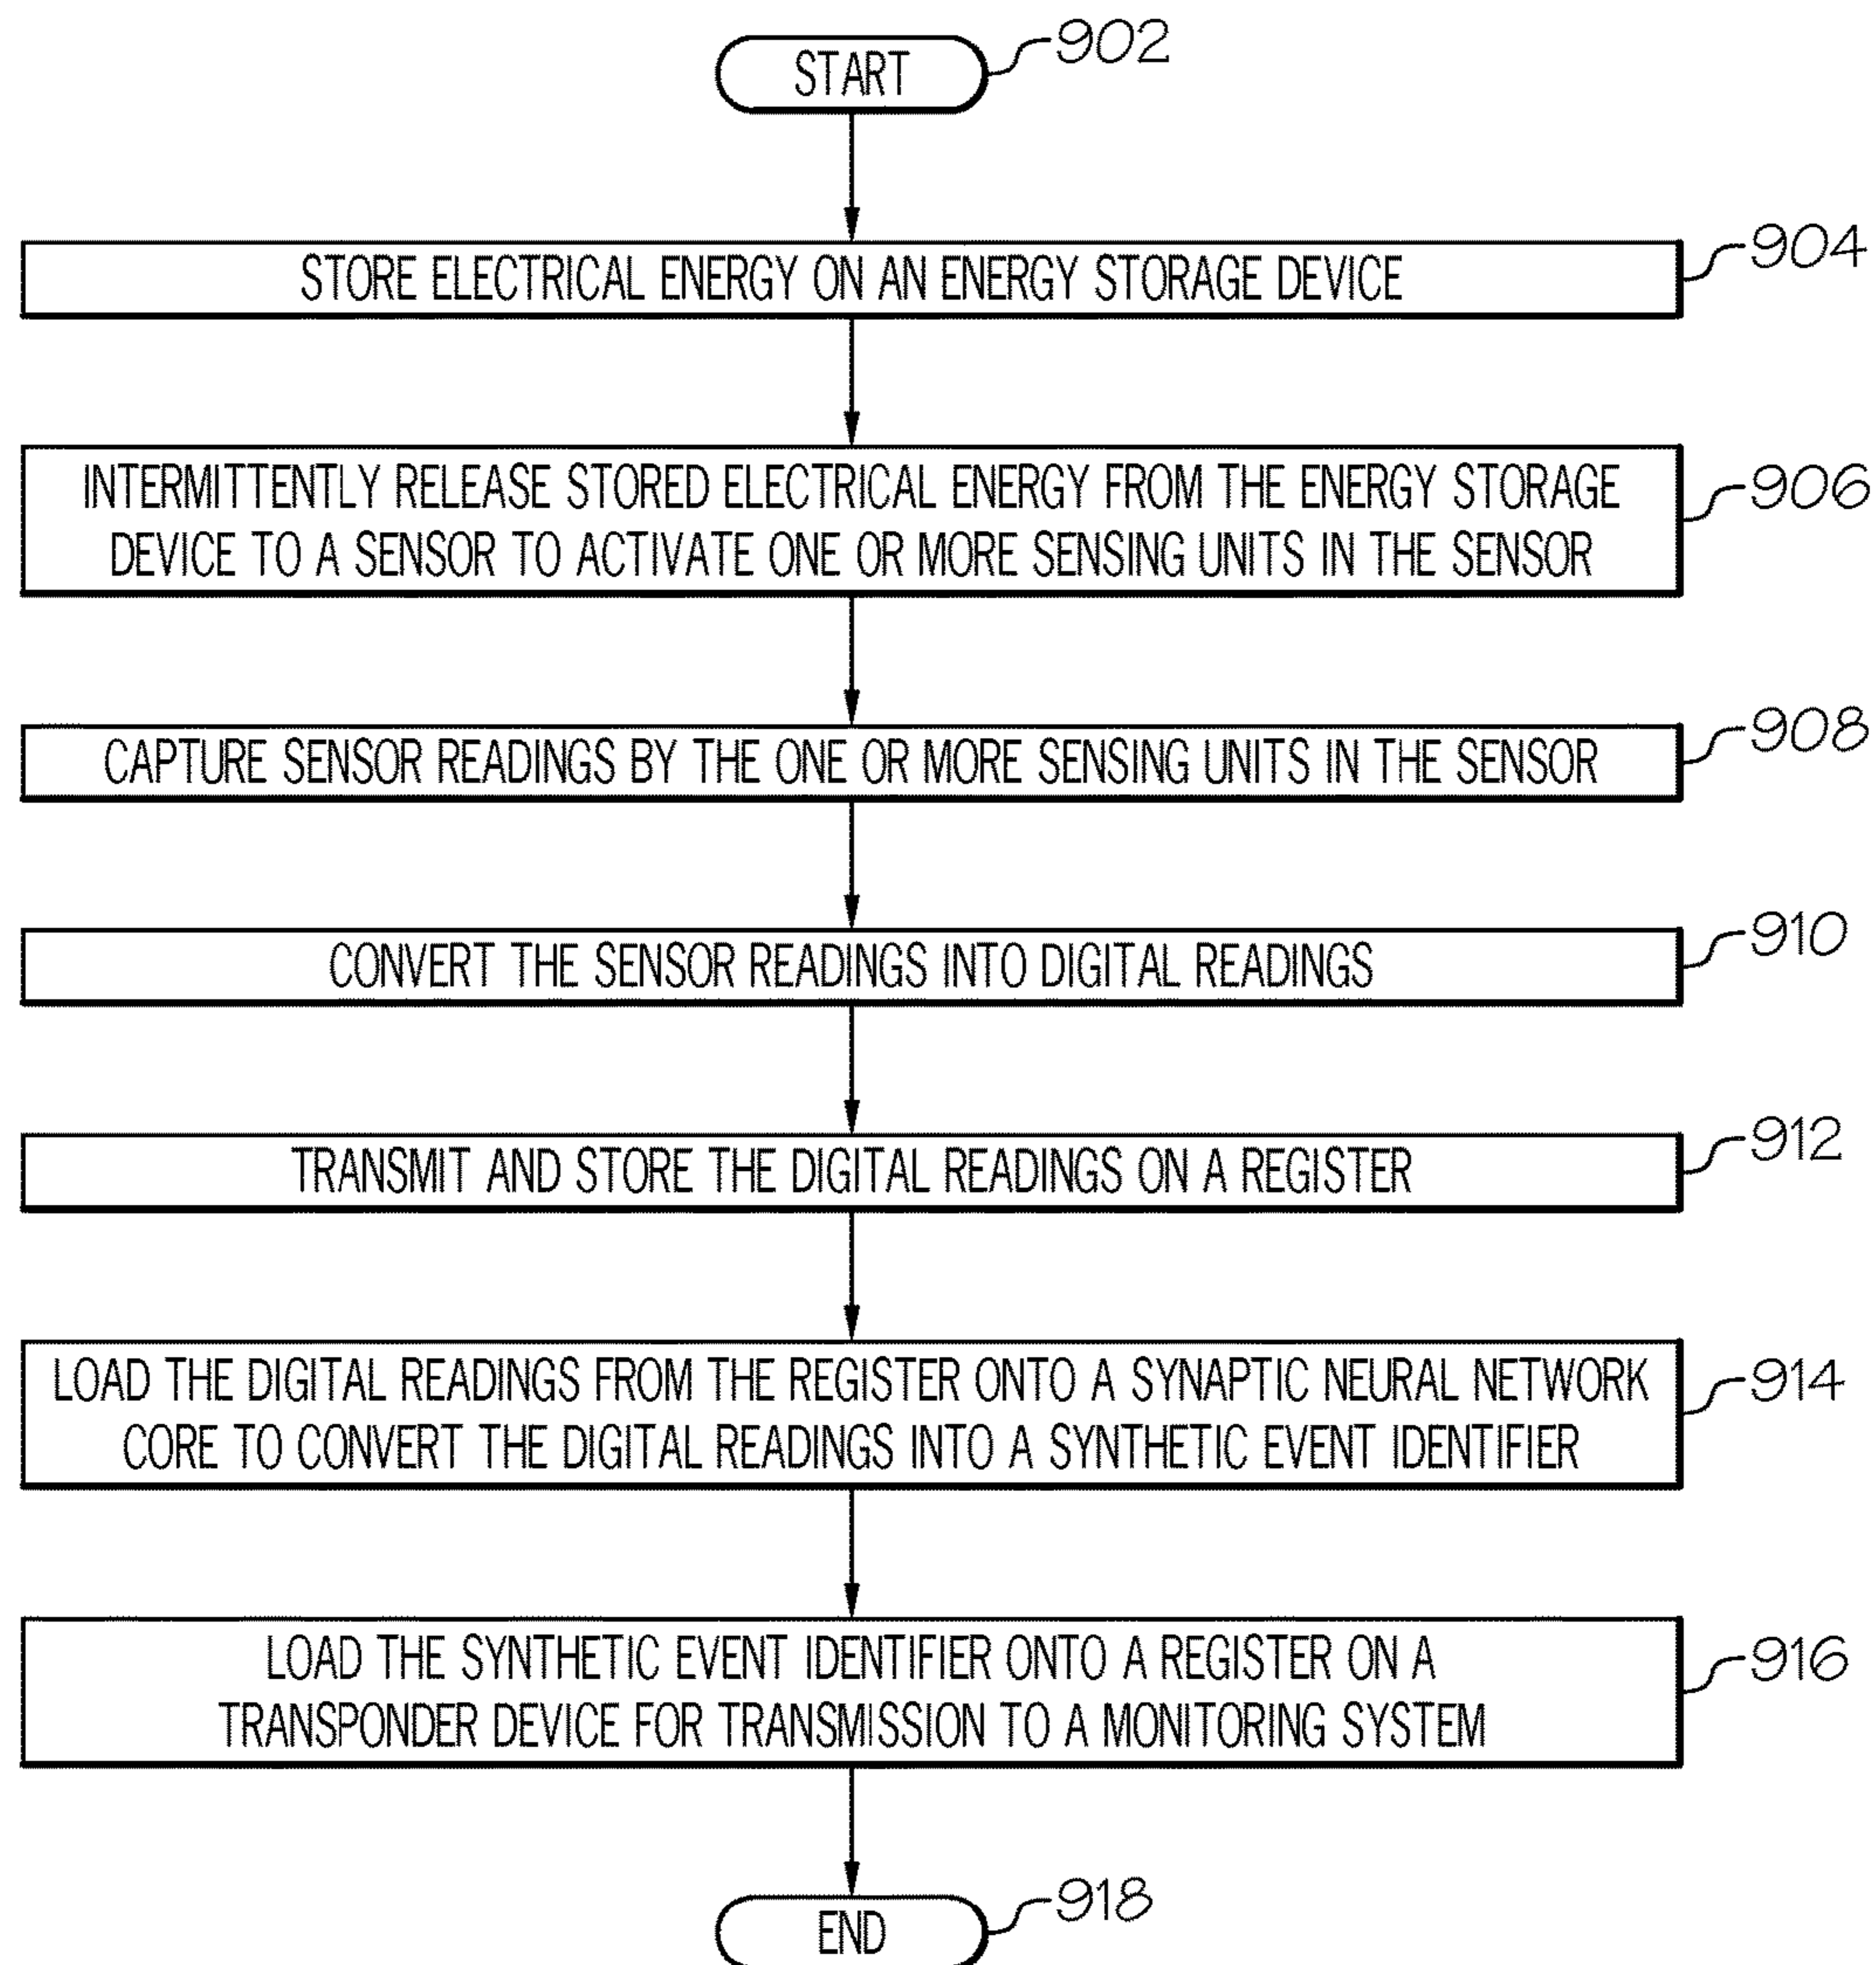 START
902
STORE ELECTRICAL ENERGY ON AN ENERGY STORAGE DEVICE
904
INTERMITTENTLY RELEASE STORED ELECTRICAL ENERGY FROM THE ENERGY STORAGE
DEVICE TO A SENSOR TO ACTIVATE ONE OR MORE SENSING UNITS IN THE SENSOR
906
CAPTURE SENSOR READINGS BY THE ONE OR MORE SENSING UNITS IN THE SENSOR
908
CONVERT THE SENSOR READINGS INTO DIGITAL READINGS
910
TRANSMIT AND STORE THE DIGITAL READINGS ON A REGISTER
912
LOAD THE DIGITAL READINGS FROM THE REGISTER ONTO A SYNAPTIC NEURAL NETWORK
CORE TO CONVERT THE DIGITAL READINGS INTO A SYNTHETIC EVENT IDENTIFIER
914
LOAD THE SYNTHETIC EVENT IDENTIFIER ONTO A REGISTER ON A
TRANSPONDER DEVICE FOR TRANSMISSION TO A MONITORING SYSTEM
916
END
918